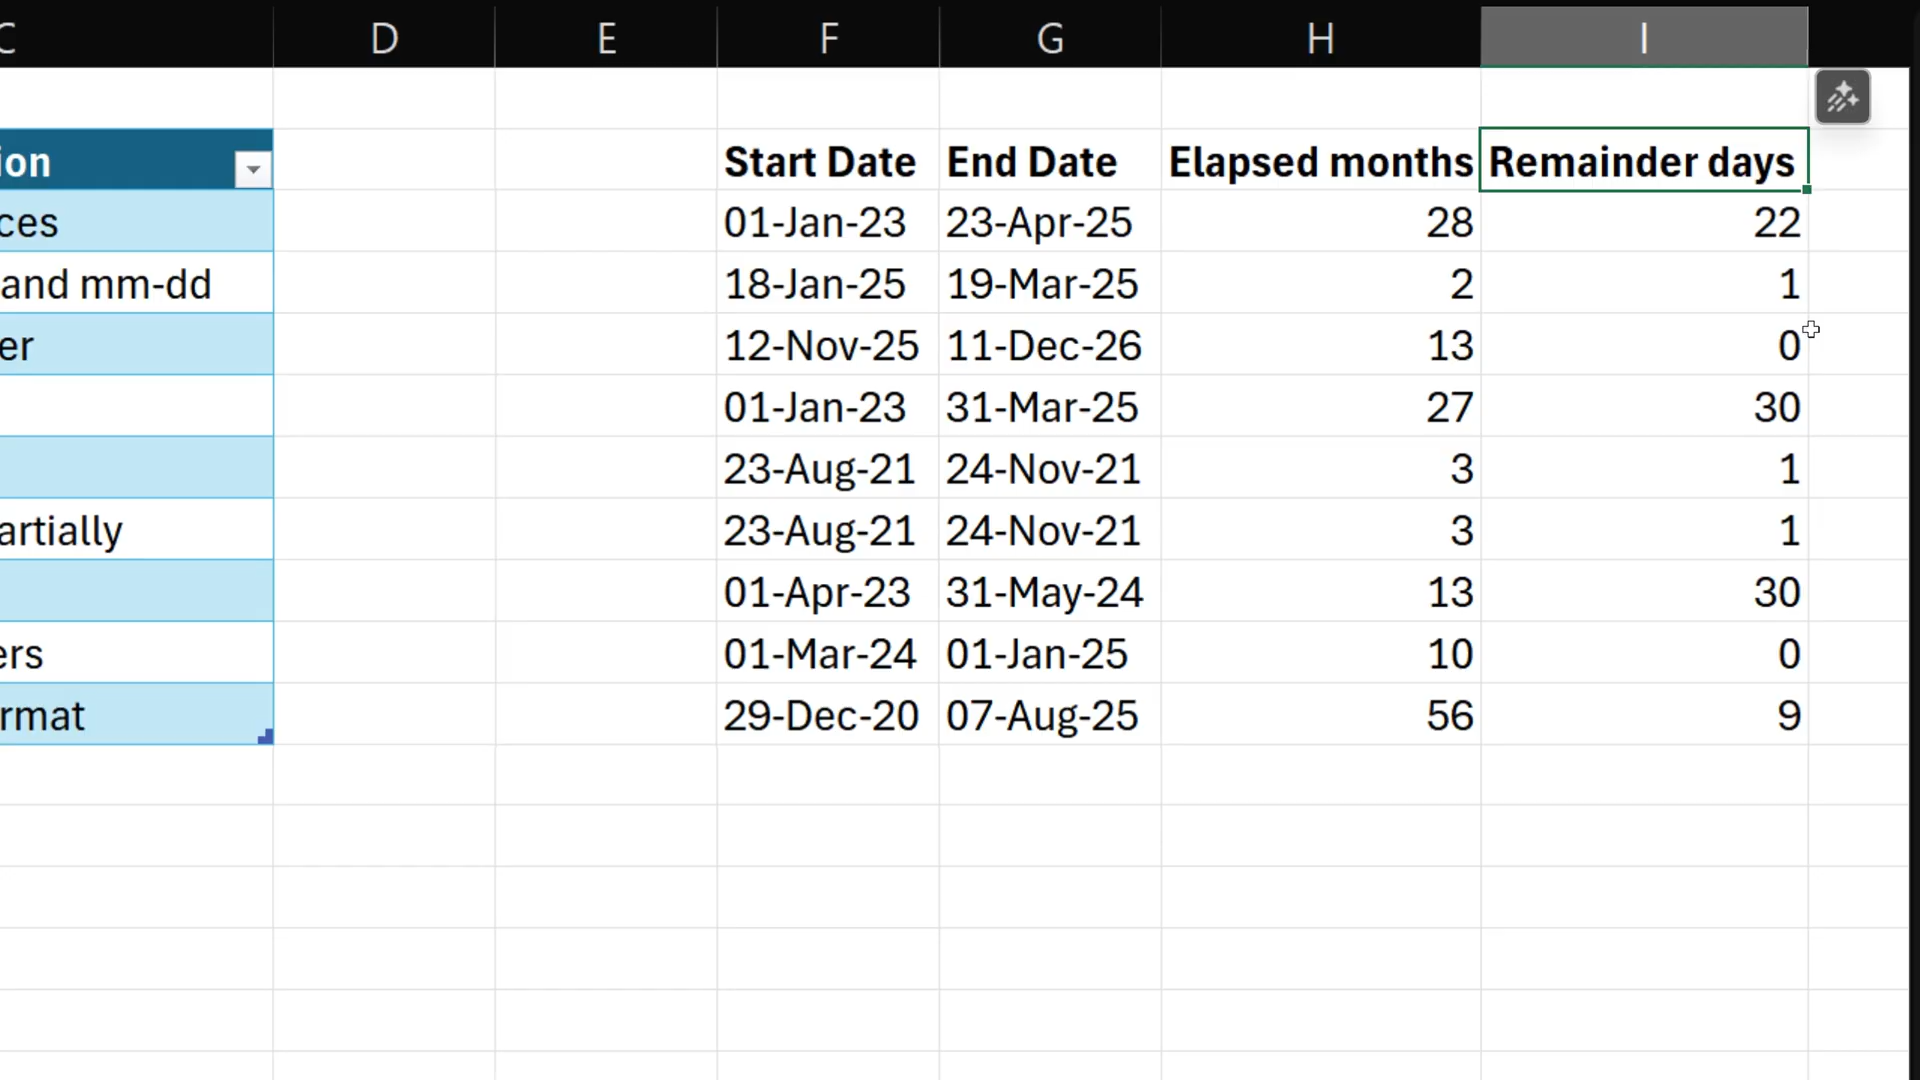 C D E F G H I
ion Start Date End Date Elapsed months Remainder days
ces 01-Jan-23 23-Apr-25 28 22
and mm-dd 18-Jan-25 19-Mar-25 2 1
er 12-Nov-25 11-Dec-26 13 0
01-Jan-23 31-Mar-25 27 30
23-Aug-21 24-Nov-21 3 1
artially 23-Aug-21 24-Nov-21 3 1
01-Apr-23 31-May-24 13 30
ers 01-Mar-24 01-Jan-25 10 0
rmat 29-Dec-20 07-Aug-25 56 9